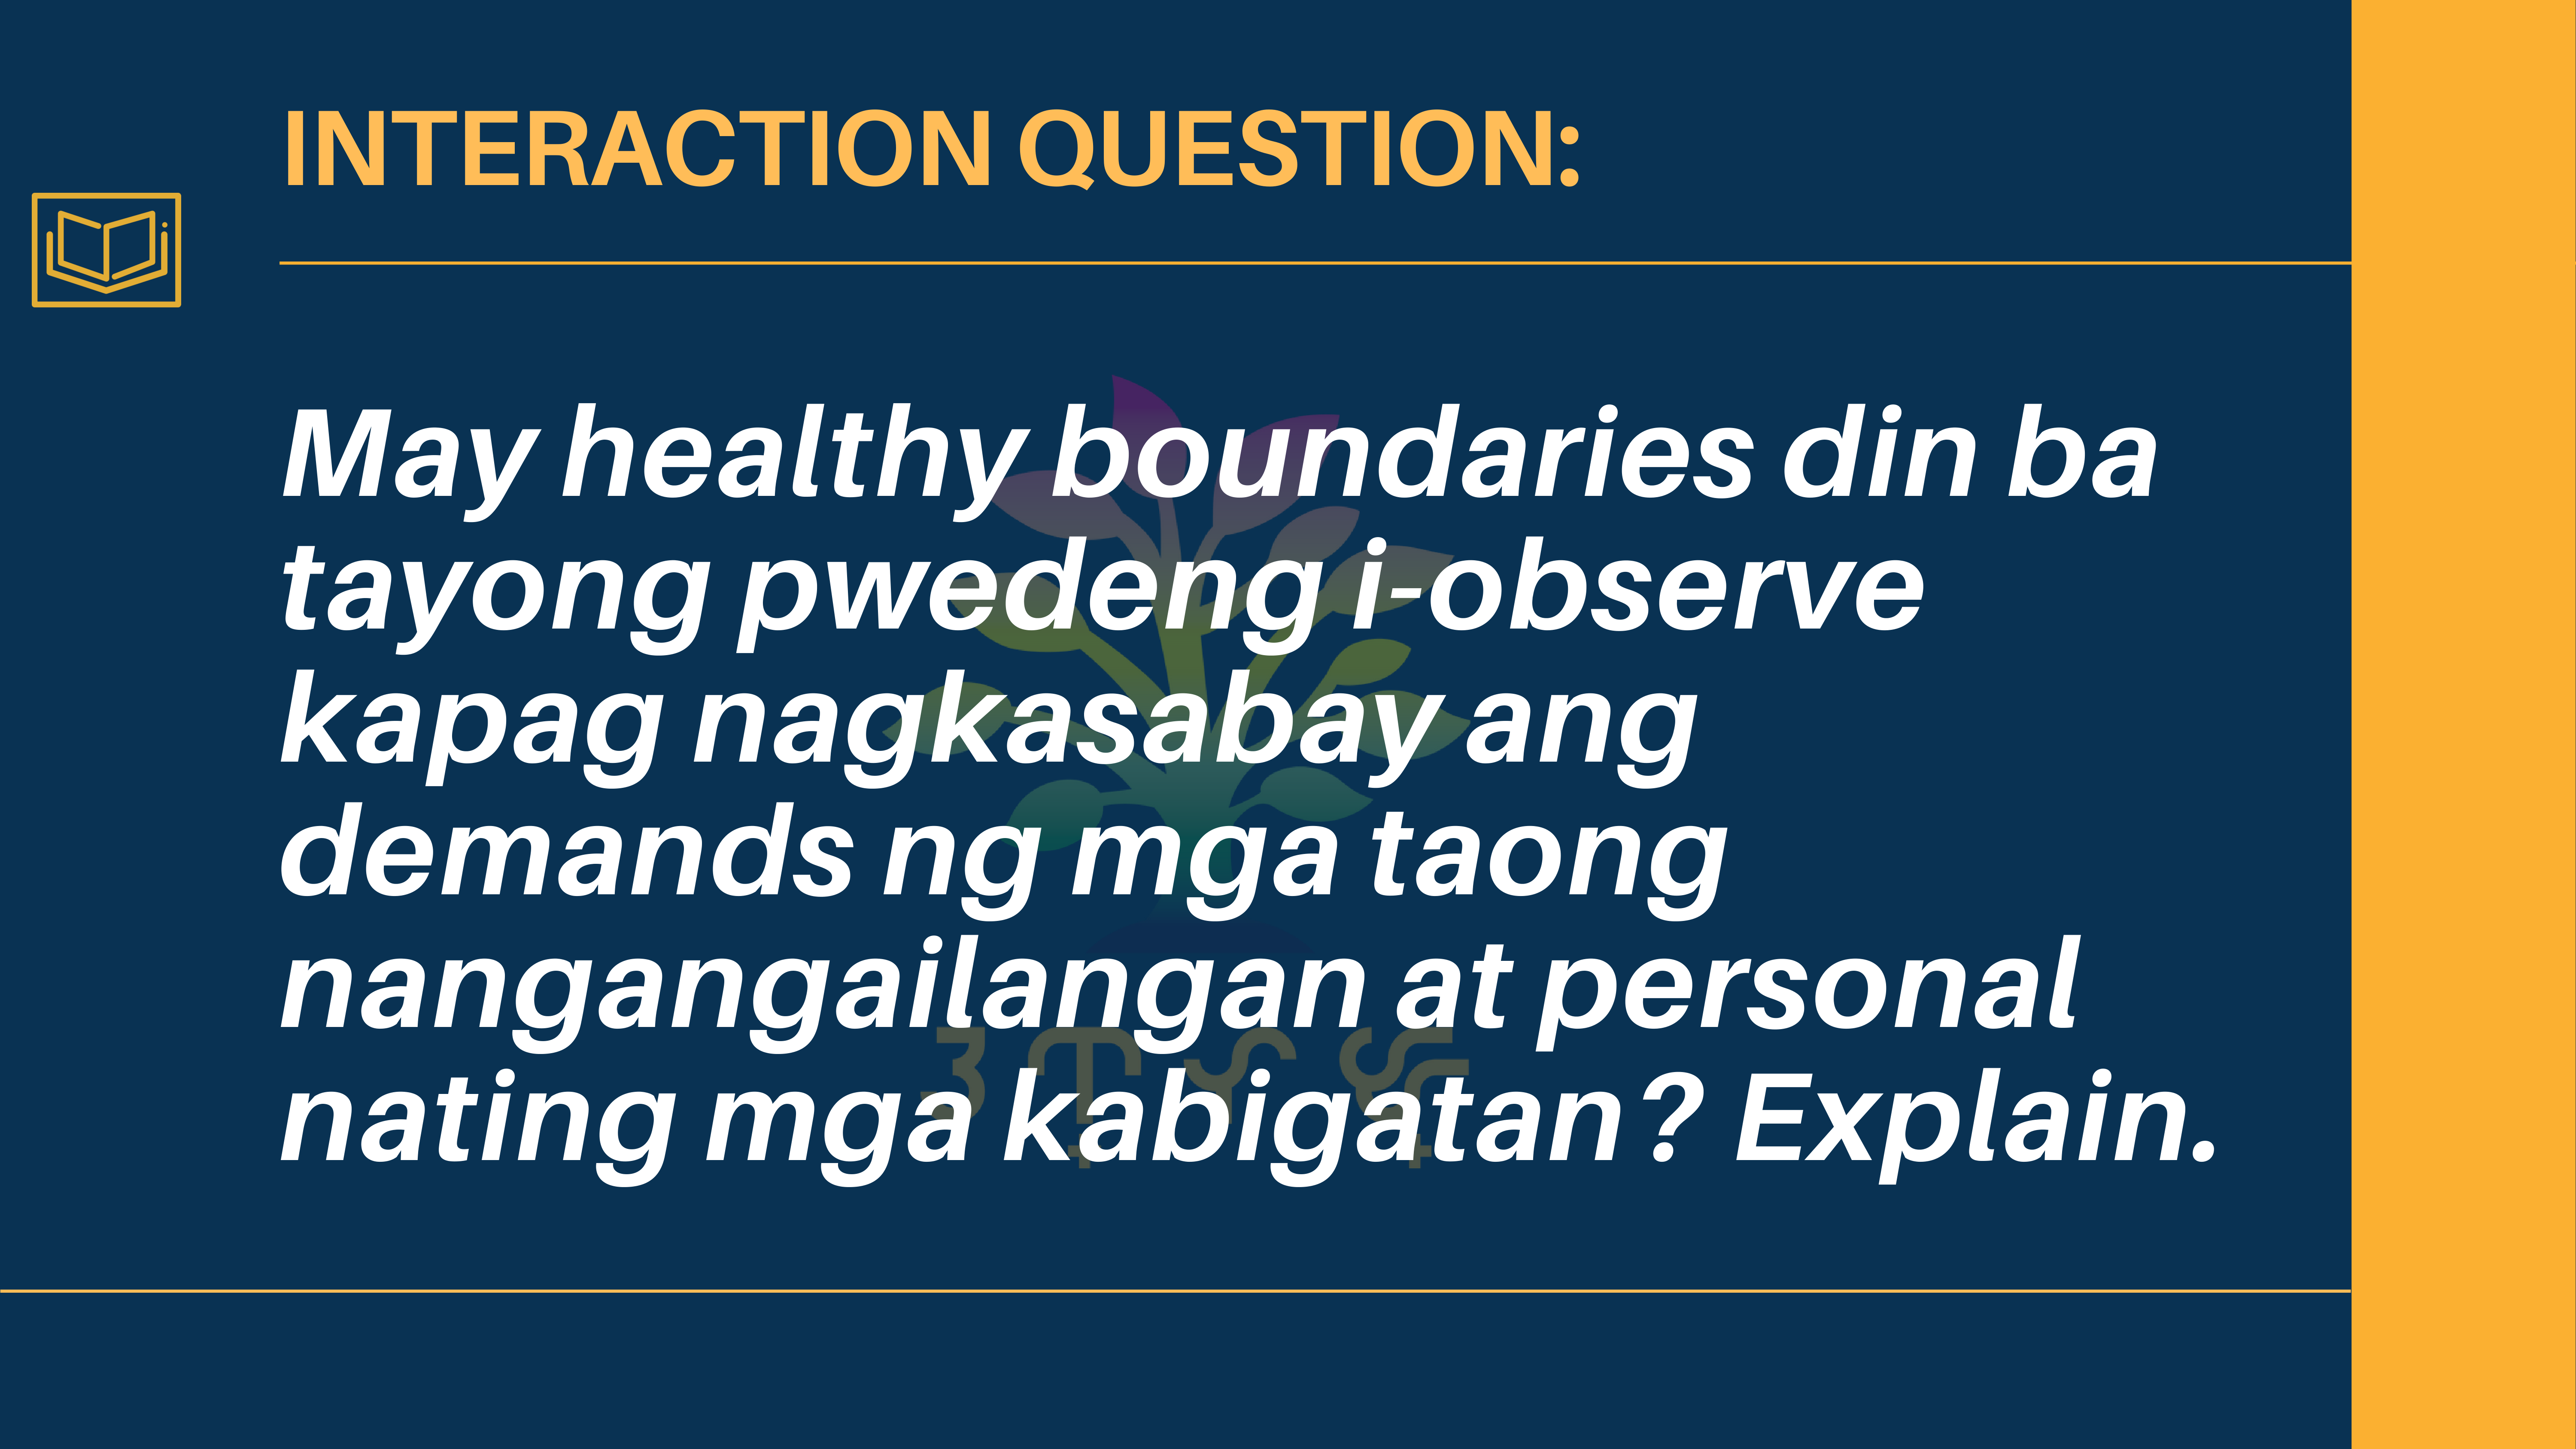 INTERACTION QUESTION:
May healthy boundaries din ba
tayong pwedeng i-observe
kapag nagkasabay ang
demands ng mga taong
nangangailangan at personal
nating mga kabigatan? Explain.